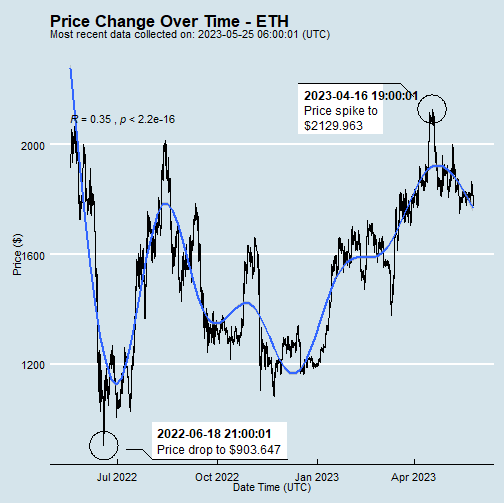 Price Change Over Time - ETH
Most recent data collected on: 2023-05-25 06:00:01 (UTC)
2023-04-16 19:00:01
Price spike to
$2129.963
R = 0.35 , p < 2.2e-16
2000
1600
1200
Price ($)
2022-06-18 21:00:01
Price drop to $903.647
Jul 2022
Oct 2022
Jan 2023
Apr 2023
Date Time (UTC)